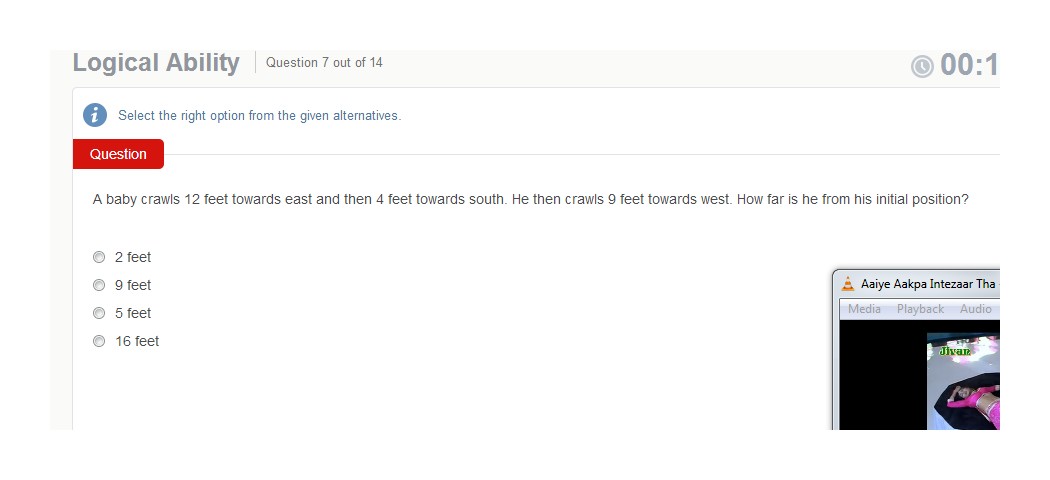 Logical Ability
Question 7 out of 14
00:1
Select the right option from the given alternatives.
Question
A baby crawls 12 feet towards east and then 4 feet towards south. He then crawls 9 feet towards west. How far is he from his initial position?
2 feet
9 feet
5 feet
16 feet
Aaiye Aakpa Intezaar Tha
Media Playback Audio
Jivan